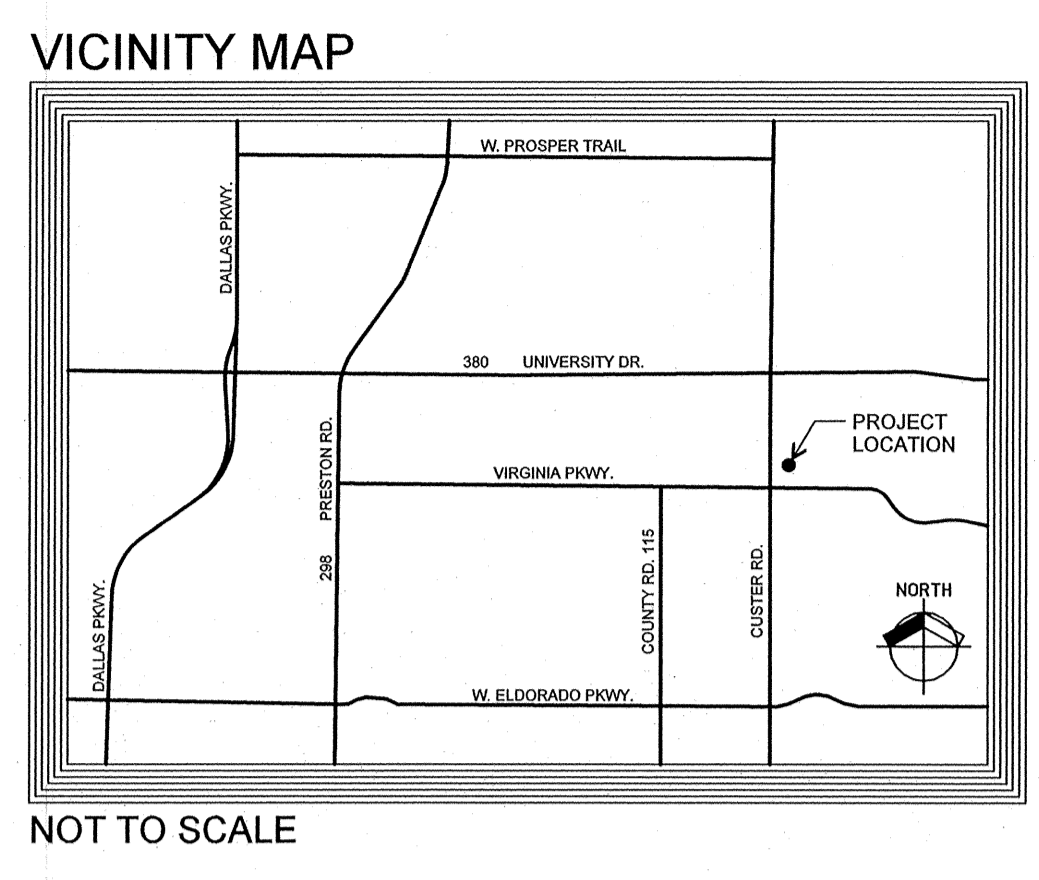 VICINITY MAP
W. PROSPER TRAIL
DALLAS PKWY.
380 UNIVERSITY DR.
PROJECT
LOCATION
PRESTON RD.
298
VIRGINIA PKWY.
COUNTY RD. 115
CUSTER RD.
NORTH
DALLAS PKWY.
W. ELDORADO PKWY.
NOT TO SCALE